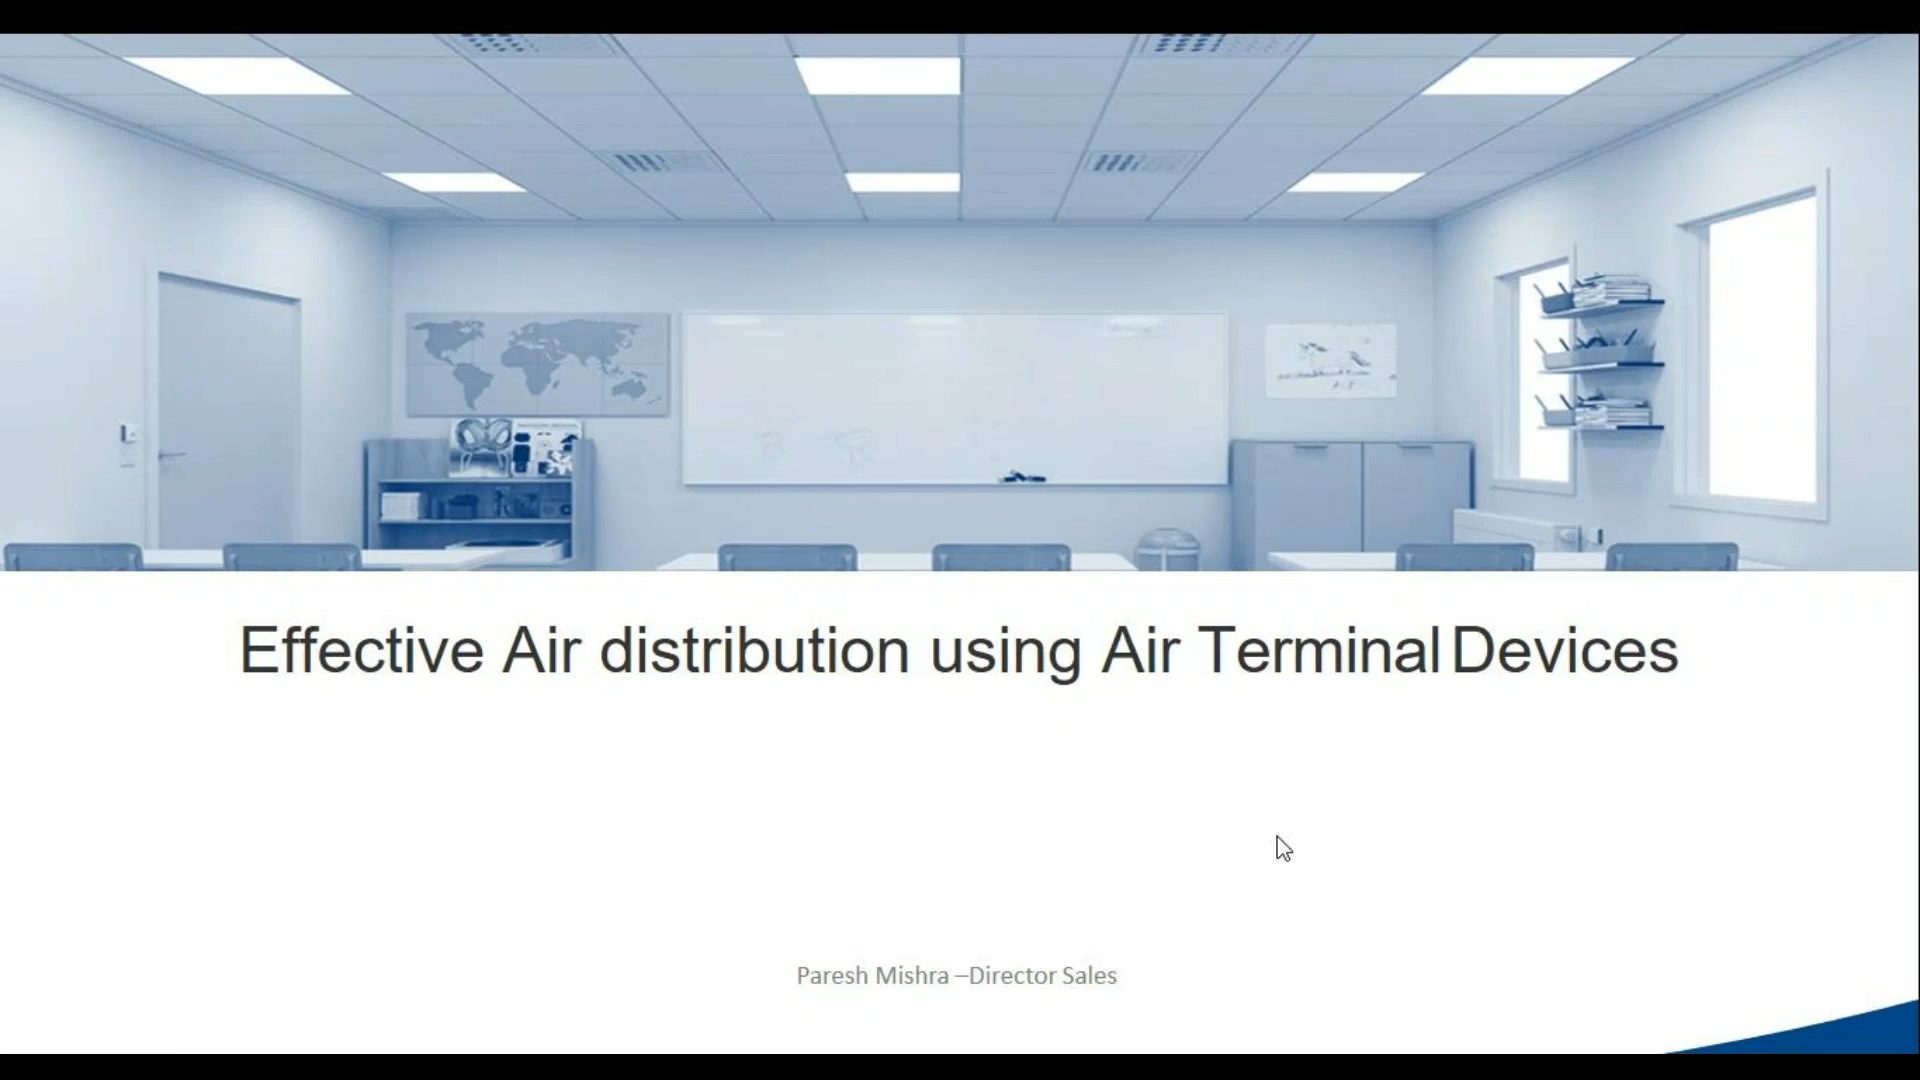 Effective Air distribution using Air Terminal Devices
Paresh Mishra –Director Sales